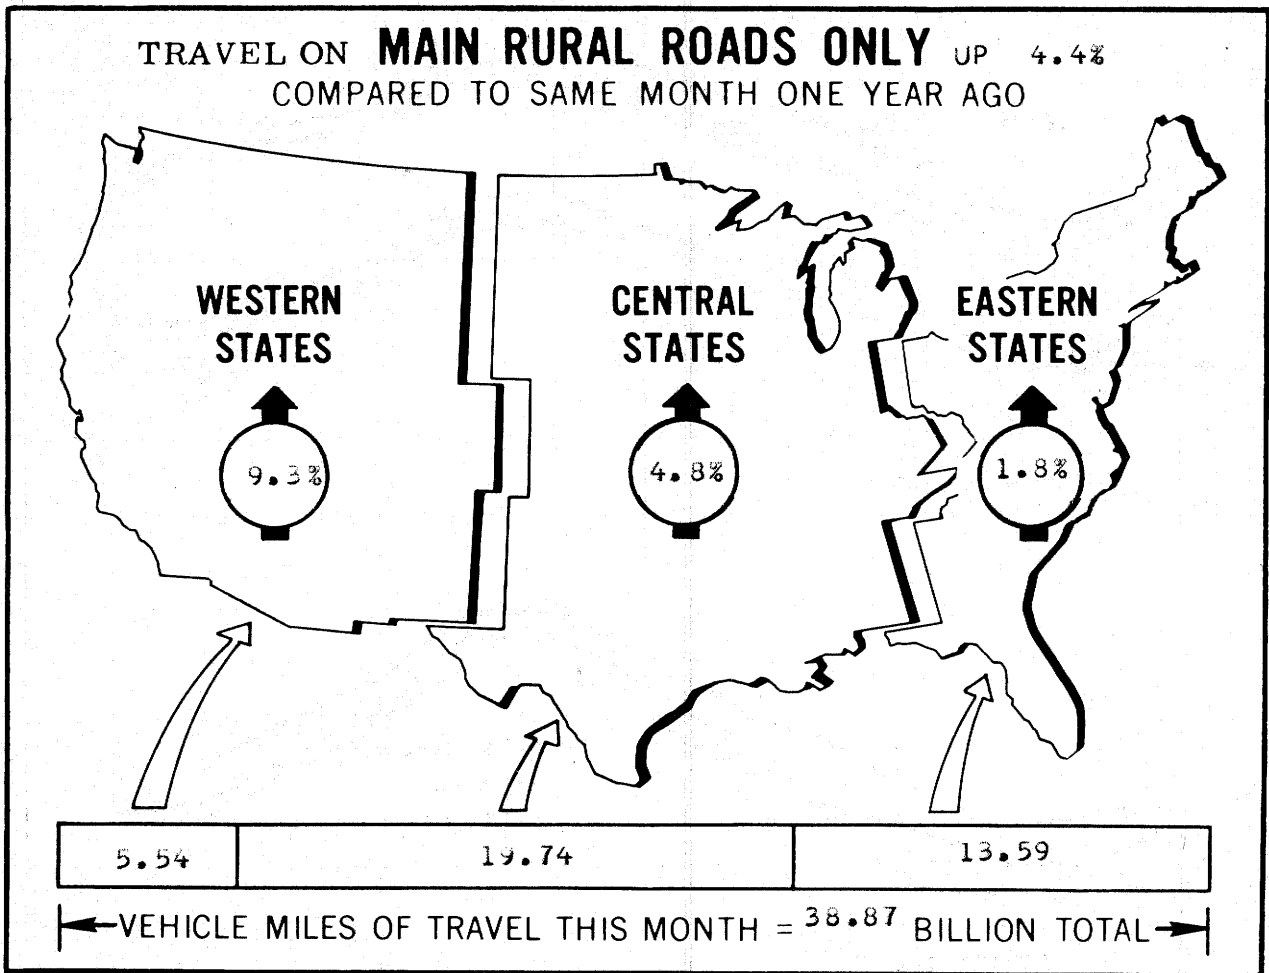 TRAVEL ON MAIN RURAL ROADS ONLY UP 4.4%
COMPARED TO SAME MONTH ONE YEAR AGO
WESTERN
STATES
9.3%
CENTRAL
STATES
4.8%
EASTERN
STATES
1.8%
5.54
19.74
13.59
VEHICLE MILES OF TRAVEL THIS MONTH = 38.87 BILLION TOTAL